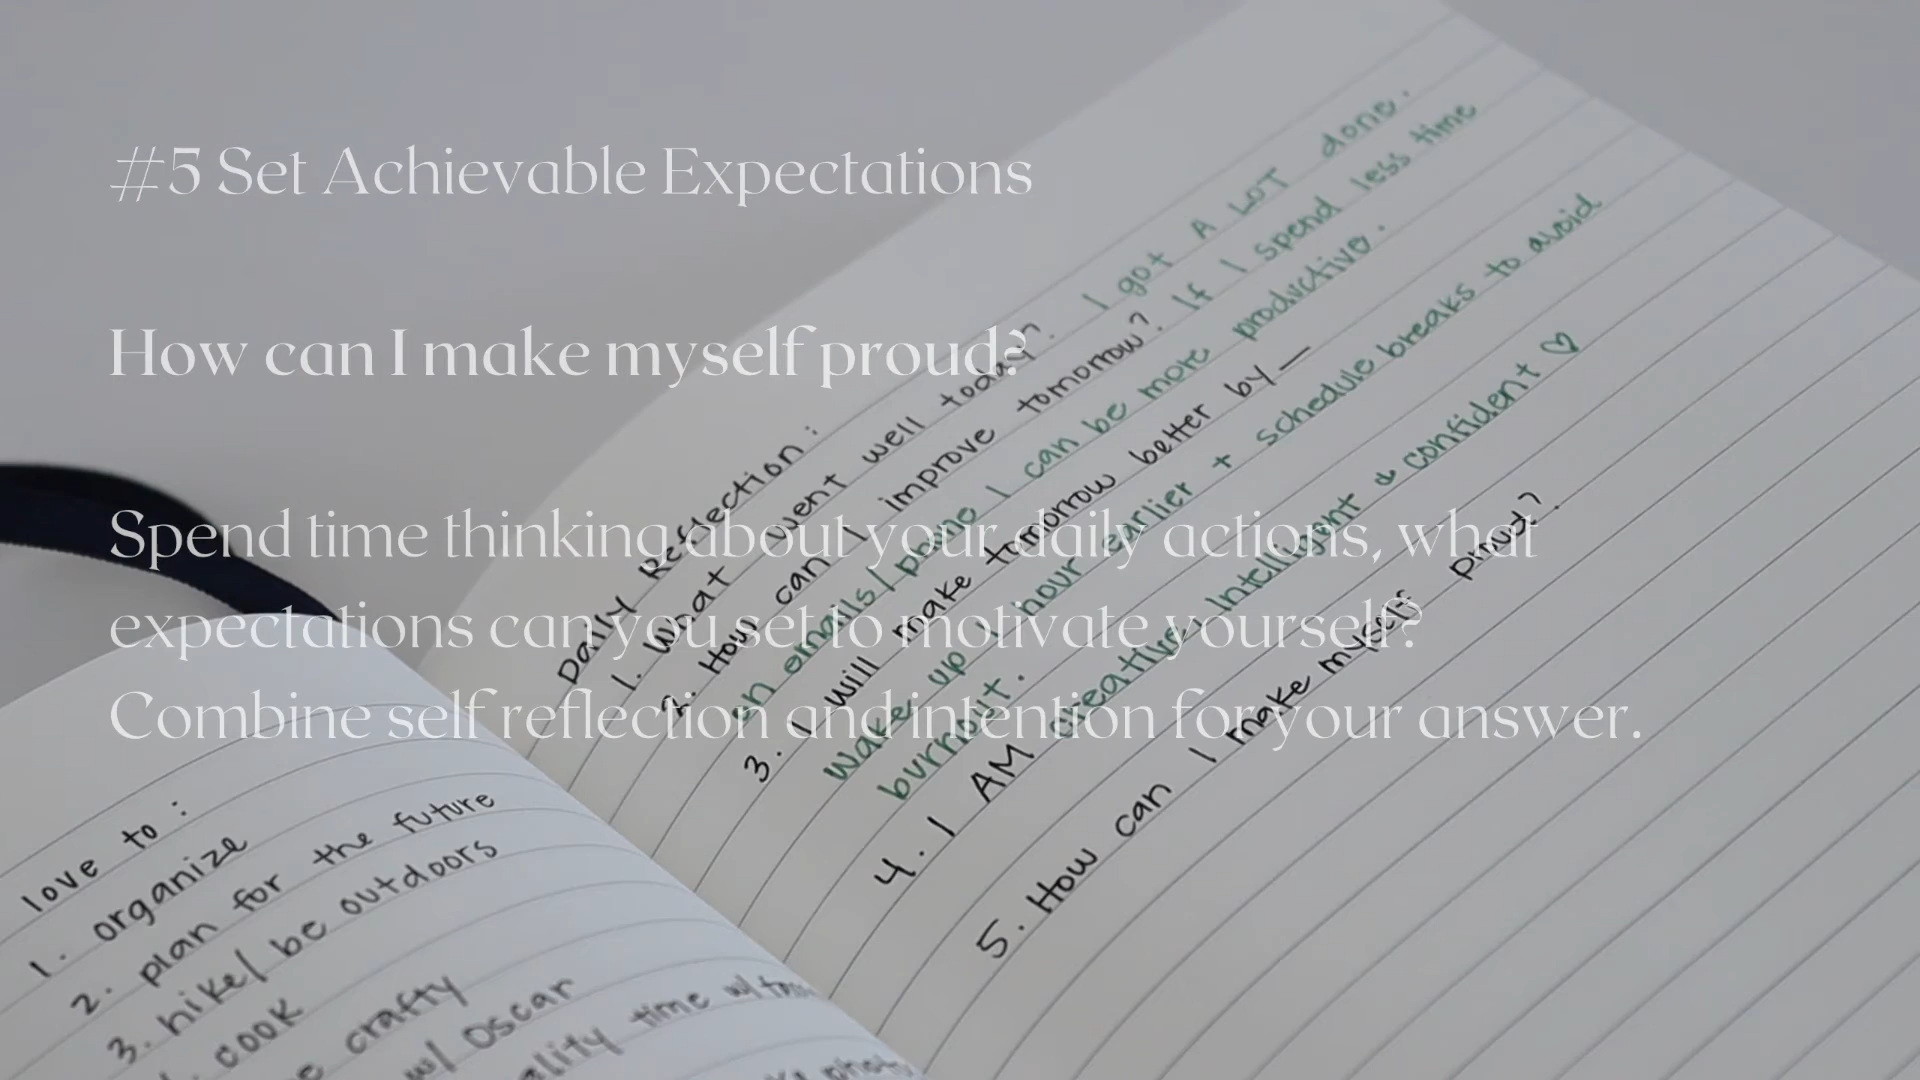 #5 Set Achievable Expectations
How can I make myself proud?
Spend time thinking about your daily actions, what
expectations can you set to motivate yourself?
Combine self reflection and intention for your answer.
Daily Reflection:
1. What went well today? I got A LOT done.
2. How can I improve tomorrow? If I spend less time
on emails/phone I can be more productive.
3. I will make tomorrow better by—
Wake up 1 hour earlier + schedule breaks to avoid
burnout.
4. I AM creative, intelligent & confident ♡
5. How can I make myself proud?
love to:
1. organize
2. plan for the future
3. hike/ be outdoors
cook
crafty
w/ Oscar
time w/